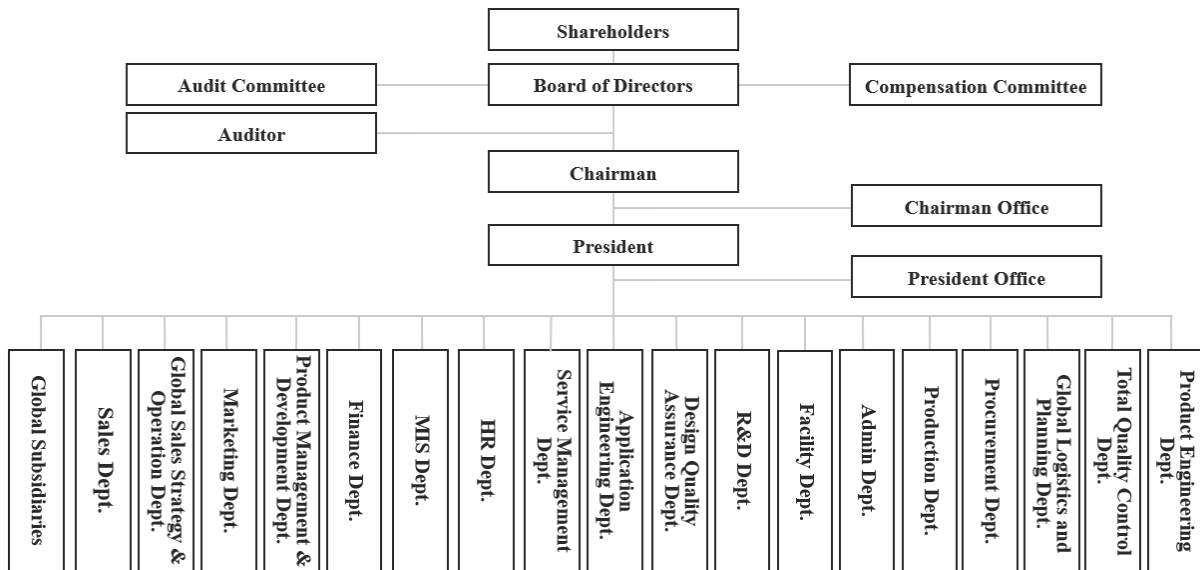 Shareholders
Audit Committee
Board of Directors
Compensation Committee
Auditor
Chairman
Chairman Office
President
President Office
Global Subsidiaries
Sales Dept.
Global Sales Strategy &
Operation Dept.
Marketing Dept.
Product Management &
Development Dept.
Finance Dept.
MIS Dept.
HR Dept.
Service Management
Dept.
Application
Engineering Dept.
Design Quality
Assurance Dept.
R&D Dept.
Facility Dept.
Admin Dept.
Production Dept.
Procurement Dept.
Global Logistics and
Planning Dept.
Total Quality Control
Dept.
Product Engineering
Dept.